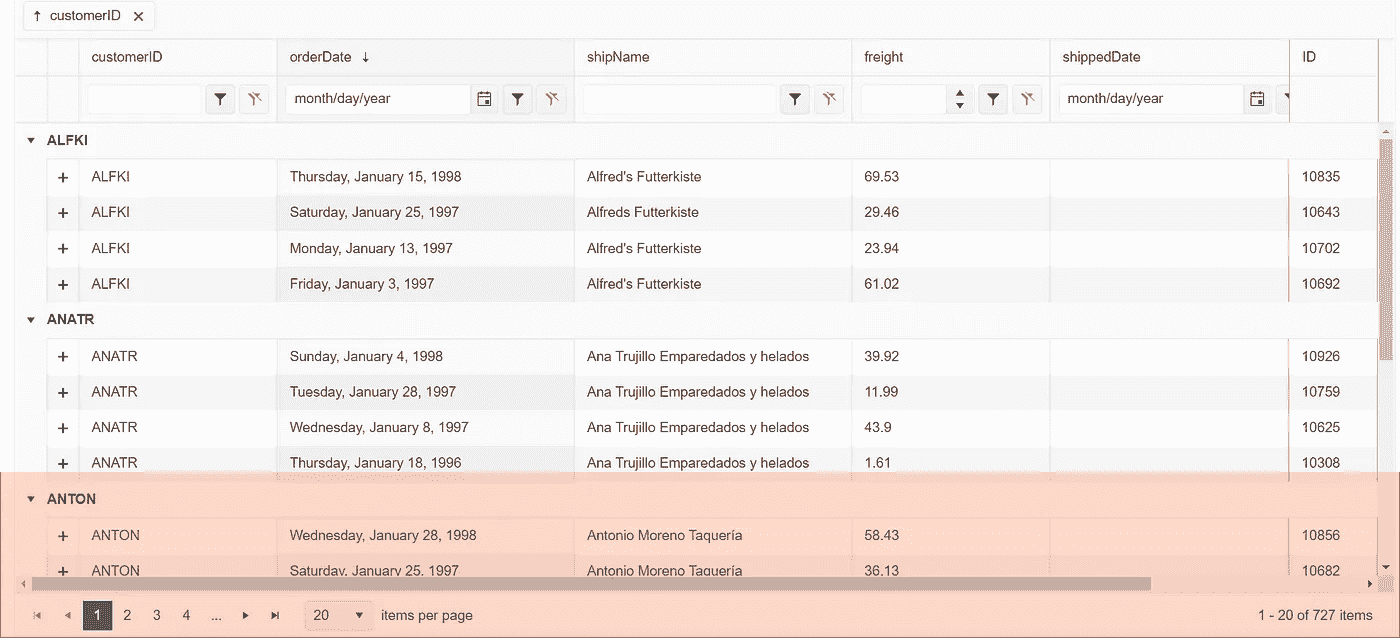 ↑ customerID ✕
customerID orderDate ↓ shipName freight shippedDate ID
month/day/year month/day/year
ALFKI
+ ALFKI Thursday, January 15, 1998 Alfred's Futterkiste 69.53 10835
+ ALFKI Saturday, January 25, 1997 Alfreds Futterkiste 29.46 10643
+ ALFKI Monday, January 13, 1997 Alfred's Futterkiste 23.94 10702
+ ALFKI Friday, January 3, 1997 Alfred's Futterkiste 61.02 10692
ANATR
+ ANATR Sunday, January 4, 1998 Ana Trujillo Emparedados y helados 39.92 10926
+ ANATR Tuesday, January 28, 1997 Ana Trujillo Emparedados y helados 11.99 10759
+ ANATR Wednesday, January 8, 1997 Ana Trujillo Emparedados y helados 43.9 10625
+ ANATR Thursday, January 18, 1996 Ana Trujillo Emparedados y helados 1.61 10308
ANTON
+ ANTON Wednesday, January 28, 1998 Antonio Moreno Taquería 58.43 10856
+ ANTON Saturday, January 25, 1997 Antonio Moreno Taquería 36.13 10682
1 2 3 4 ... 20 items per page 1 - 20 of 727 items